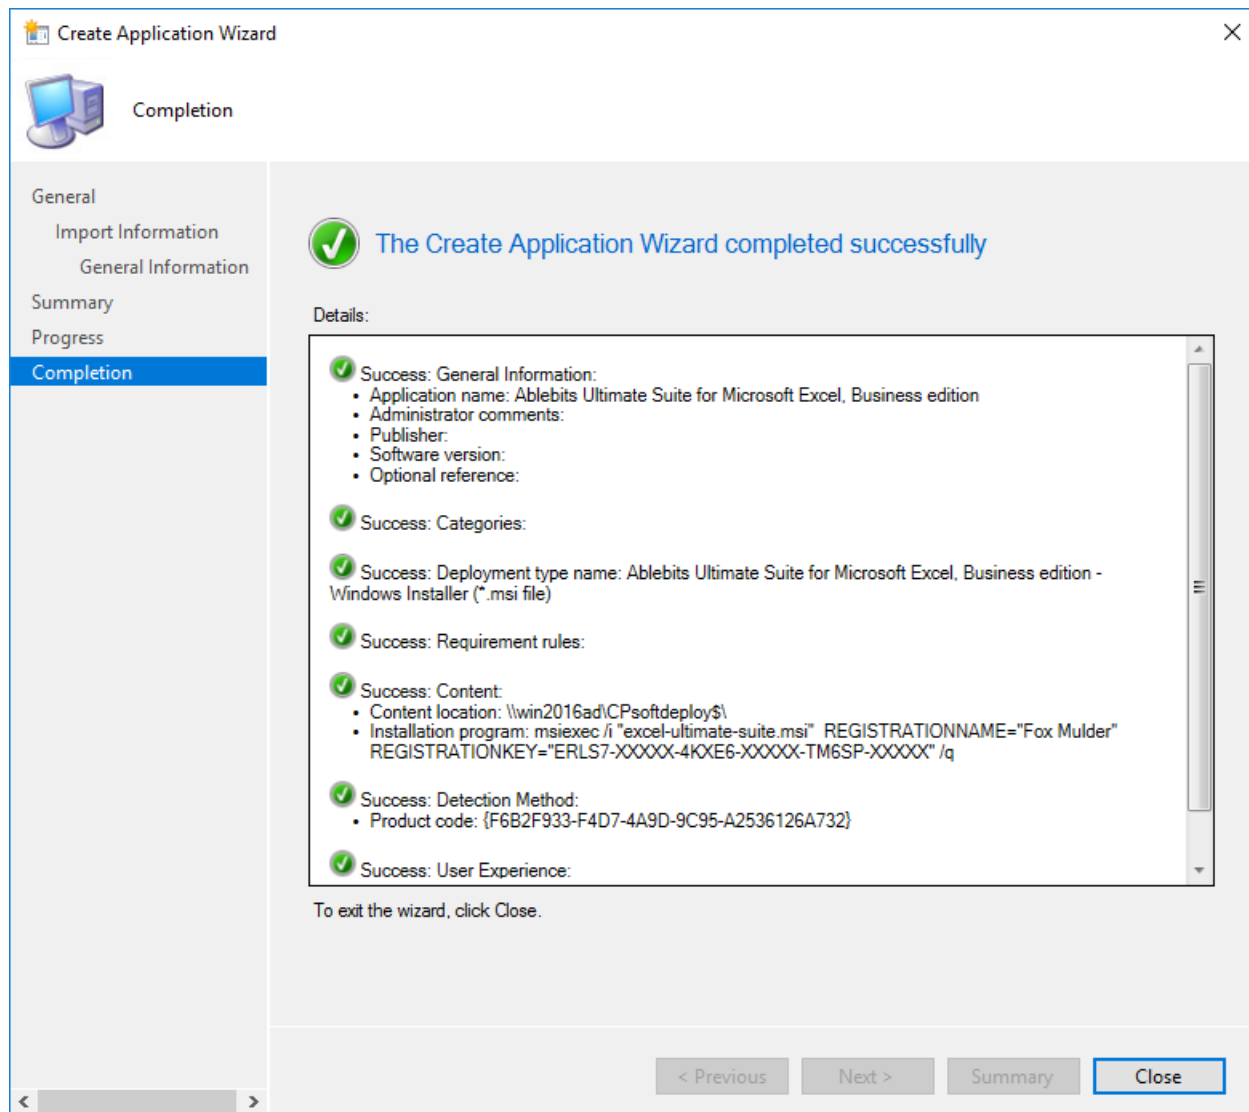 Create Application Wizard
Completion
General
Import Information
General Information
Summary
Progress
Completion
The Create Application Wizard completed successfully
Details:
Success: General Information:
• Application name: Ablebits Ultimate Suite for Microsoft Excel, Business edition
• Administrator comments:
• Publisher:
• Software version:
• Optional reference:
Success: Categories:
Success: Deployment type name: Ablebits Ultimate Suite for Microsoft Excel, Business edition -
Windows Installer (*.msi file)
Success: Requirement rules:
Success: Content:
• Content location: \\win2016ad\CPsoftdeploy$\
• Installation program: msiexec /i "excel-ultimate-suite.msi"  REGISTRATIONNAME="Fox Mulder"
REGISTRATIONKEY="ERLS7-XXXXX-4KXE6-XXXXX-TM6SP-XXXXX" /q
Success: Detection Method:
• Product code: {F6B2F933-F4D7-4A9D-9C95-A2536126A732}
Success: User Experience:
To exit the wizard, click Close.
< Previous
Next >
Summary
Close